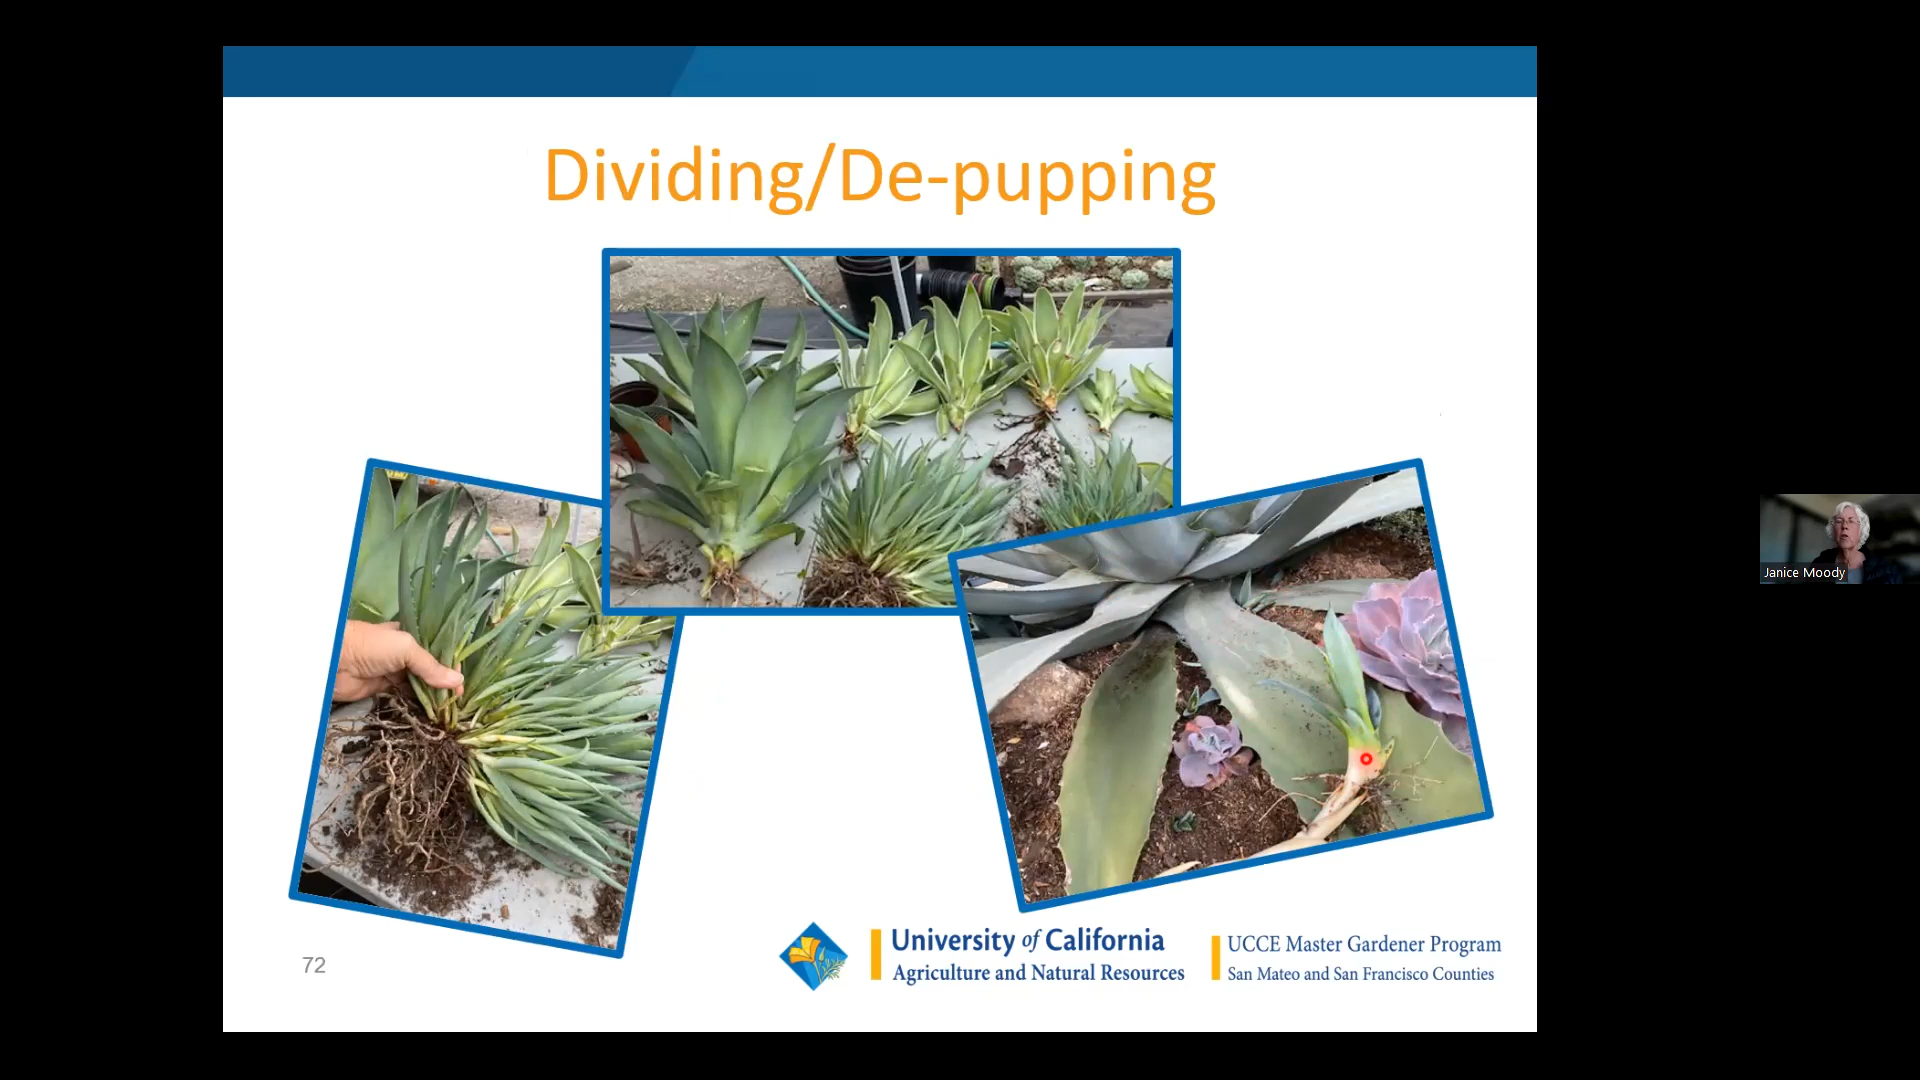 Dividing/De-pupping
Janice Moody
University of California
Agriculture and Natural Resources
UCCE Master Gardener Program
San Mateo and San Francisco Counties
72